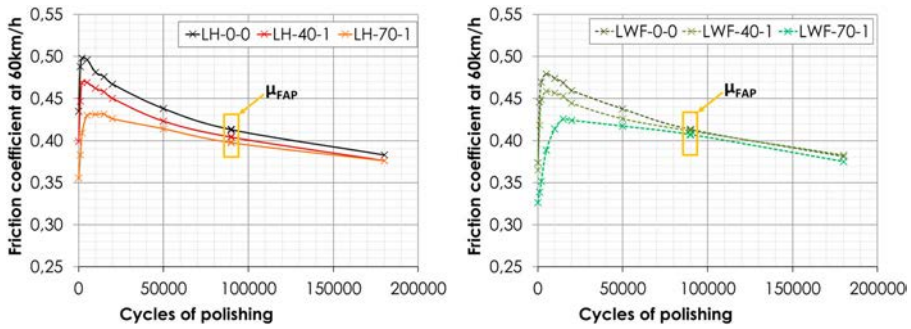 Friction coefficient at 60km/h
0,55
0,50
0,45
0,40
0,35
0,30
0,25
LH-0-0 LH-40-1 LH-70-1
μFAP
0 50000 100000 150000 200000
Cycles of polishing
Friction coefficient at 60km/h
0,55
0,50
0,45
0,40
0,35
0,30
0,25
LWF-0-0 LWF-40-1 LWF-70-1
μFAP
0 50000 100000 150000 200000
Cycles of polishing